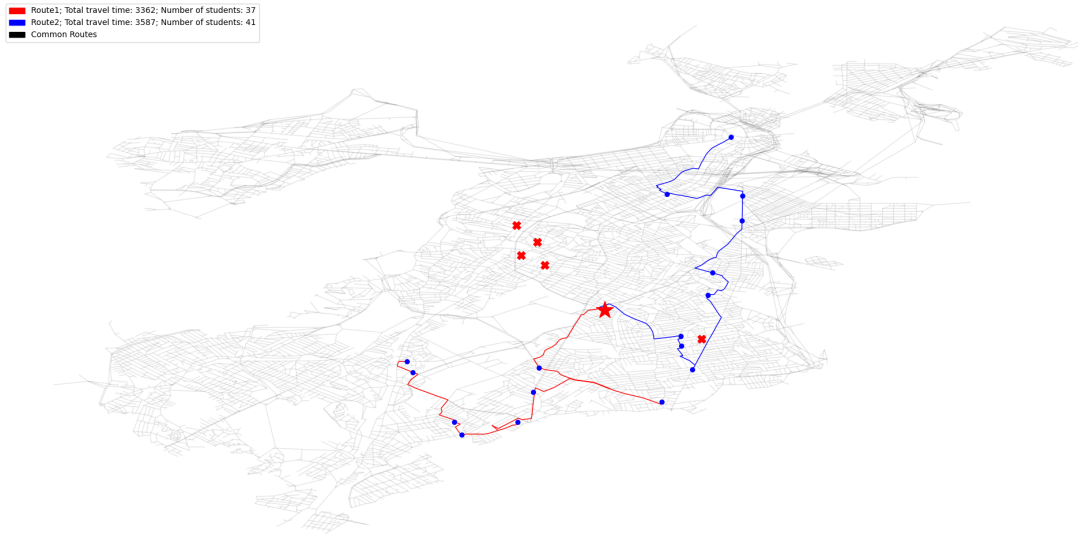 Route1; Total travel time: 3362; Number of students: 37
Route2; Total travel time: 3587; Number of students: 41
Common Routes